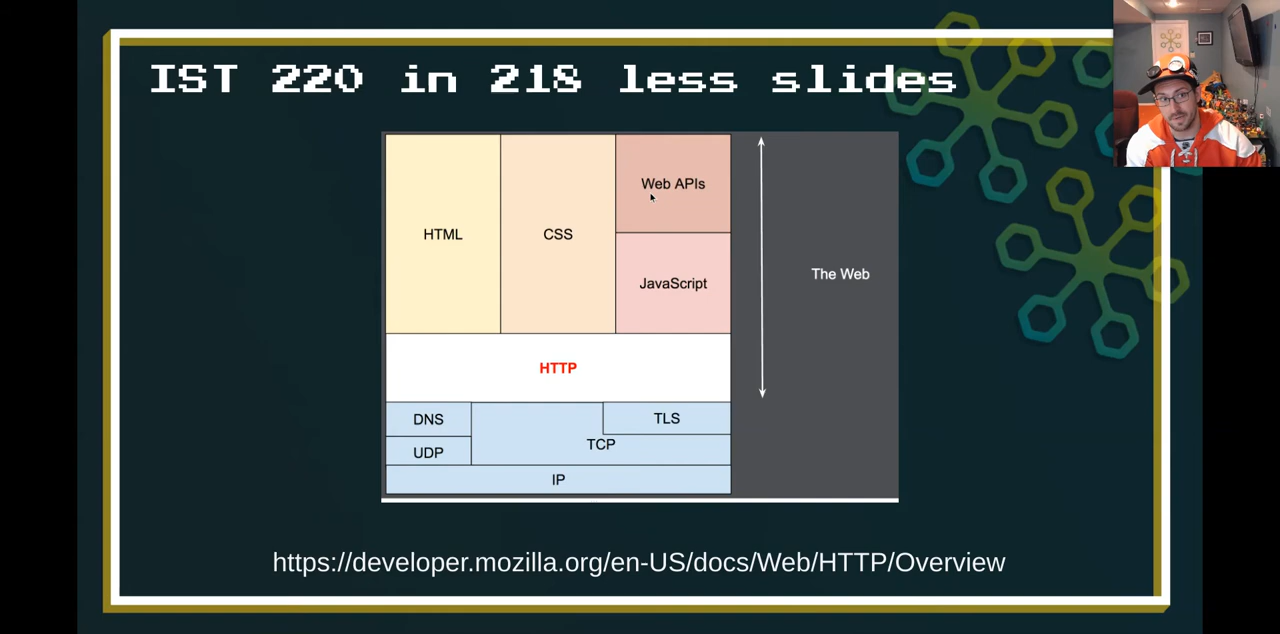 IST 220 in 218 less slides
HTML
CSS
Web APIs
JavaScript
The Web
HTTP
DNS
TLS
UDP
TCP
IP
https://developer.mozilla.org/en-US/docs/Web/HTTP/Overview